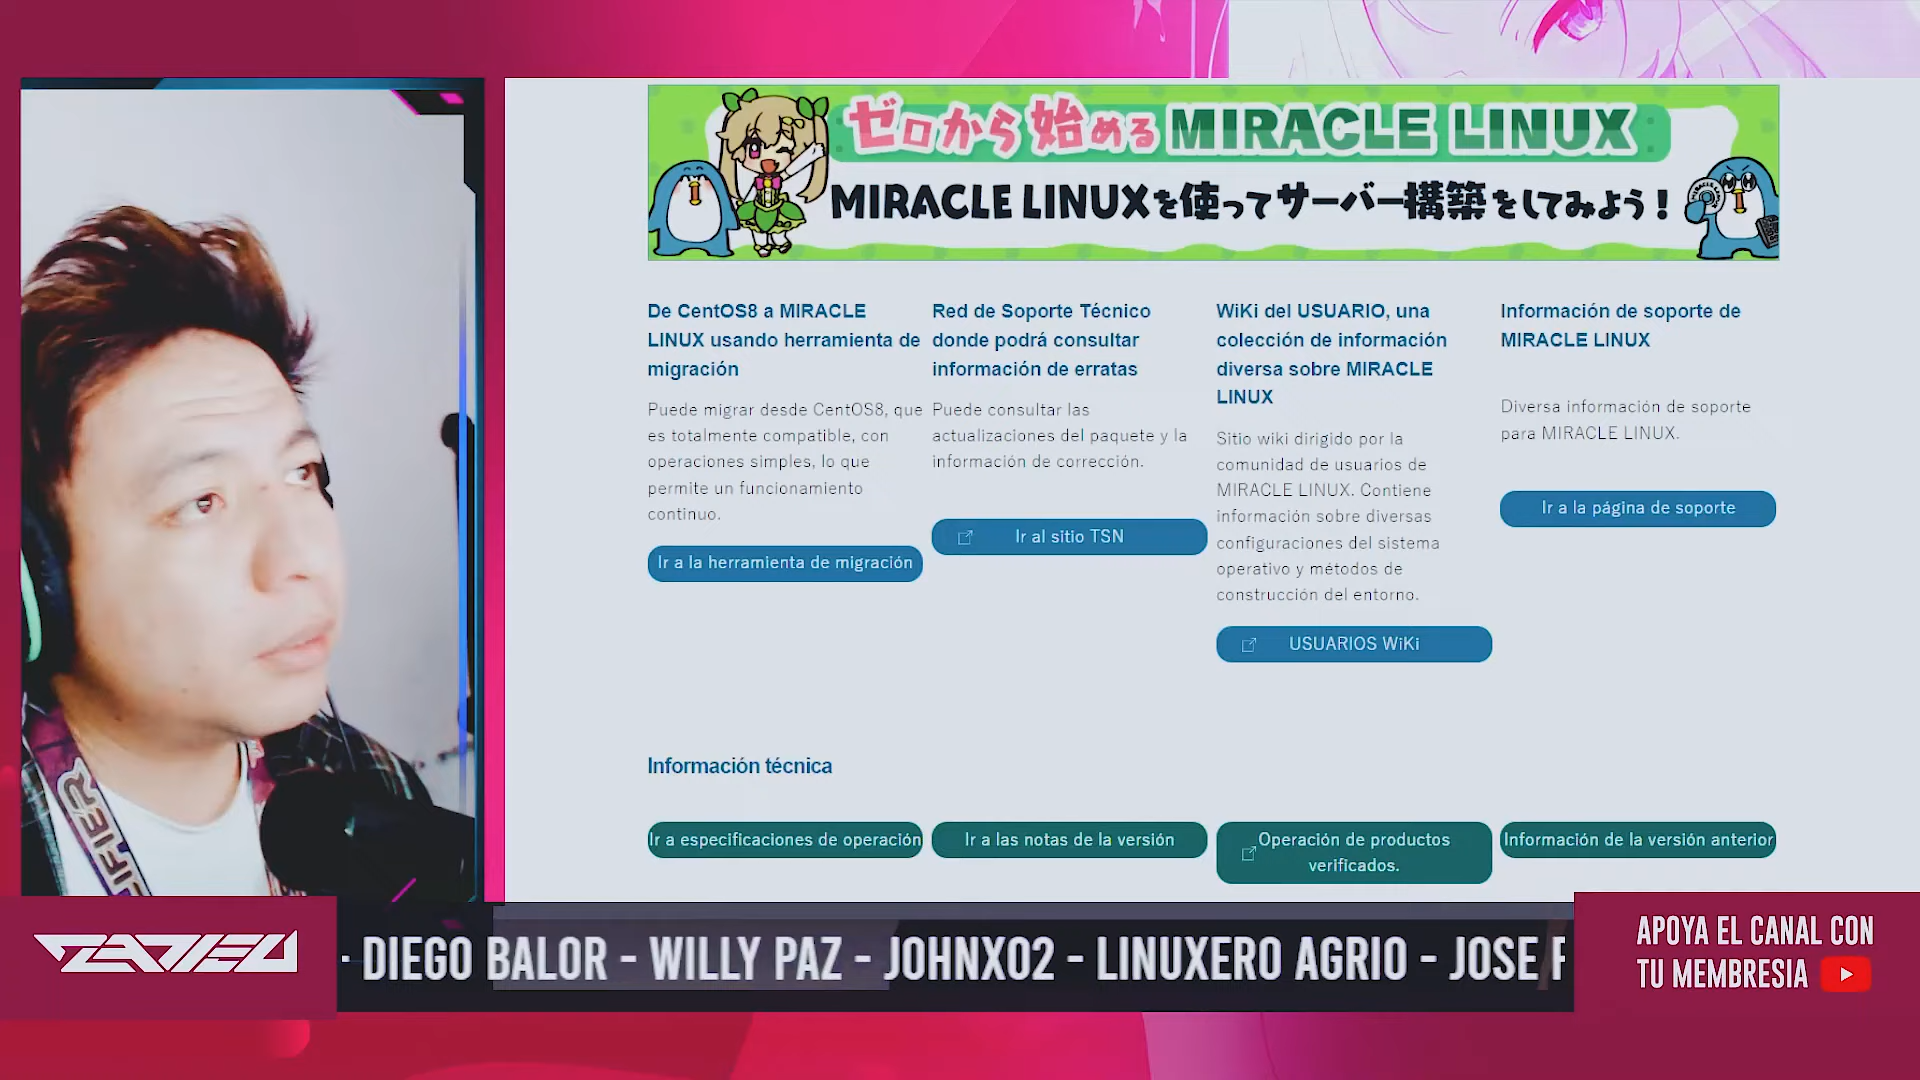 ゼロから始めるMIRACLE LINUX
MIRACLE LINUXを使ってサーバー構築をしてみよう！
De CentOS8 a MIRACLE
LINUX usando herramienta de
migración
Puede migrar desde CentOS8, que
es totalmente compatible, con
operaciones simples, lo que
permite un funcionamiento
continuo.
Ir a la herramienta de migración
Red de Soporte Técnico
donde podrá consultar
información de erratas
Puede consultar las
actualizaciones del paquete y la
información de corrección.
Ir al sitio TSN
WiKi del USUARIO, una
colección de información
diversa sobre MIRACLE
LINUX
Sitio wiki dirigido por la
comunidad de usuarios de
MIRACLE LINUX. Contiene
información sobre diversas
configuraciones del sistema
operativo y métodos de
construcción del entorno.
USUARIOS WiKi
Información de soporte de
MIRACLE LINUX
Diversa información de soporte
para MIRACLE LINUX.
Ir a la página de soporte
Información técnica
Ir a especificaciones de operación
Ir a las notas de la versión
Operación de productos
verificados.
Información de la versión anterior
- DIEGO BALOR - WILLY PAZ - JOHNX02 - LINUXERO AGRIO - JOSE
APOYA EL CANAL CON
TU MEMBRESIA